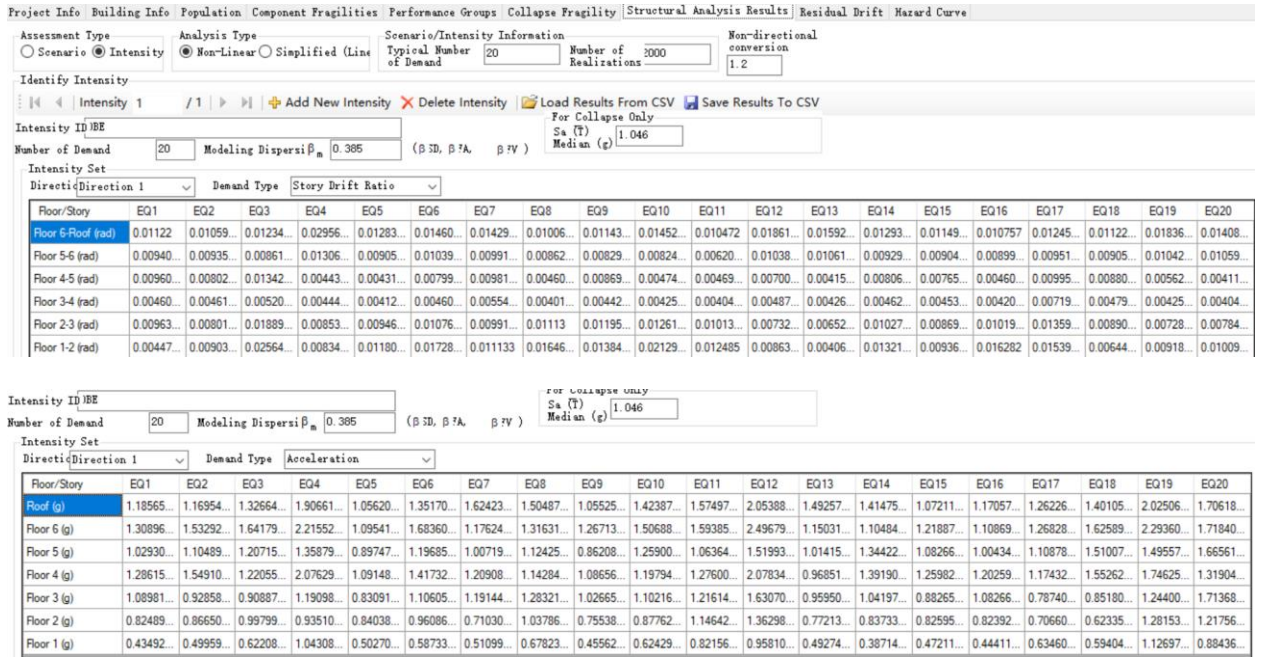 Project Info Building Info Population Component Fragilities Performance Groups Collapse Fragility Structural Analysis Results Residual Drift Hazard Curve
Assessment Type Analysis Type Scenario/Intensity Information Non-directional conversion
Scenario Intensity Non-Linear Simplified (Line Typical Number of Demand 20 Number of Realizations 2000 1.2
Identify Intensity
Intensity 1 / 1 Add New Intensity Delete Intensity Load Results From CSV Save Results To CSV
Intensity ID )BE For Collapse Only
Sa (T) Median (g) 1.046
Number of Demand 20 Modeling Dispersi β m 0.385 (β SD, β ?A, β ?V )
Intensity Set
Directic Direction 1 Demand Type Story Drift Ratio
Floor/Story EQ1 EQ2 EQ3 EQ4 EQ5 EQ6 EQ7 EQ8 EQ9 EQ10 EQ11 EQ12 EQ13 EQ14 EQ15 EQ16 EQ17 EQ18 EQ19 EQ20
Floor 6-Roof (rad) 0.01122 0.01059... 0.01234... 0.02956... 0.01283... 0.01460... 0.01429... 0.01006... 0.01143... 0.01452... 0.010472 0.01861... 0.01592... 0.01293... 0.01149... 0.010757 0.01245... 0.01122... 0.01836... 0.01408...
Floor 5-6 (rad) 0.00940... 0.00935... 0.00861... 0.01306... 0.00905... 0.01039... 0.00991... 0.00862... 0.00829... 0.00824... 0.00620... 0.01038... 0.01061... 0.00929... 0.00904... 0.00899... 0.00951... 0.00905... 0.01042... 0.01059...
Floor 4-5 (rad) 0.00960... 0.00802... 0.01342... 0.00443... 0.00431... 0.00799... 0.00981... 0.00460... 0.00869... 0.00474... 0.00469... 0.00700... 0.00415... 0.00806... 0.00765... 0.00460... 0.00995... 0.00880... 0.00562... 0.00411...
Floor 3-4 (rad) 0.00460... 0.00461... 0.00520... 0.00444... 0.00412... 0.00460... 0.00554... 0.00401... 0.00442... 0.00425... 0.00404... 0.00487... 0.00426... 0.00462... 0.00453... 0.00420... 0.00719... 0.00479... 0.00425... 0.00404...
Floor 2-3 (rad) 0.00963... 0.00801... 0.01889... 0.00853... 0.00946... 0.01076... 0.00991... 0.01113 0.01195... 0.01261... 0.01013... 0.00732... 0.00652... 0.01027... 0.00869... 0.01019... 0.01359... 0.00890... 0.00728... 0.00784...
Floor 1-2 (rad) 0.00447... 0.00903... 0.02564... 0.00834... 0.01180... 0.01728... 0.011133 0.01646... 0.01384... 0.02129... 0.012485 0.00863... 0.00406... 0.01321... 0.00936... 0.016282 0.01539... 0.00644... 0.00918... 0.01009...
Intensity ID )BE For Collapse Only
Sa (T) Median (g) 1.046
Number of Demand 20 Modeling Dispersi β m 0.385 (β SD, β ?A, β ?V )
Intensity Set
Directic Direction 1 Demand Type Acceleration
Floor/Story EQ1 EQ2 EQ3 EQ4 EQ5 EQ6 EQ7 EQ8 EQ9 EQ10 EQ11 EQ12 EQ13 EQ14 EQ15 EQ16 EQ17 EQ18 EQ19 EQ20
Roof (g) 1.18565... 1.16954... 1.32664... 1.90661... 1.05620... 1.35170... 1.62423... 1.50487... 1.05525... 1.42387... 1.57497... 2.05388... 1.49257... 1.41475... 1.07211... 1.17057... 1.26226... 1.40105... 2.02506... 1.70618...
Floor 6 (g) 1.30896... 1.53292... 1.64179... 2.21552... 1.09541... 1.68360... 1.17624... 1.31631... 1.26713... 1.50688... 1.59385... 2.49679... 1.15031... 1.10484... 1.21887... 1.10869... 1.26828... 1.62589... 2.29360... 1.71840...
Floor 5 (g) 1.02930... 1.10489... 1.20715... 1.35879... 0.89747... 1.19685... 1.00719... 1.12425... 0.86208... 1.25900... 1.06364... 1.51993... 1.01415... 1.34422... 1.08266... 1.00434... 1.10878... 1.51007... 1.49557... 1.66561...
Floor 4 (g) 1.28615... 1.54910... 1.22055... 2.07629... 1.09148... 1.41732... 1.20908... 1.14284... 1.08656... 1.19794... 1.27600... 2.07834... 0.96851... 1.39190... 1.25982... 1.20259... 1.17432... 1.55262... 1.74625... 1.31904...
Floor 3 (g) 1.08981... 0.92858... 0.90887... 1.19098... 0.83091... 1.10605... 1.19144... 1.28321... 1.02665... 1.10216... 1.21614... 1.63070... 0.95950... 1.04197... 0.88265... 1.08266... 0.78740... 0.85180... 1.24400... 1.71368...
Floor 2 (g) 0.82489... 0.86650... 0.99799... 0.93510... 0.84038... 0.96086... 0.71030... 1.03786... 0.75538... 0.87762... 1.14642... 1.36298... 0.77213... 0.83733... 0.82595... 0.82392... 0.70660... 0.62335... 1.28153... 1.21756...
Floor 1 (g) 0.43492... 0.49959... 0.62208... 1.04308... 0.50270... 0.58733... 0.51099... 0.67823... 0.45562... 0.62429... 0.82156... 0.95810... 0.49274... 0.38714... 0.47211... 0.44411... 0.63460... 0.59404... 1.12697... 0.88436...